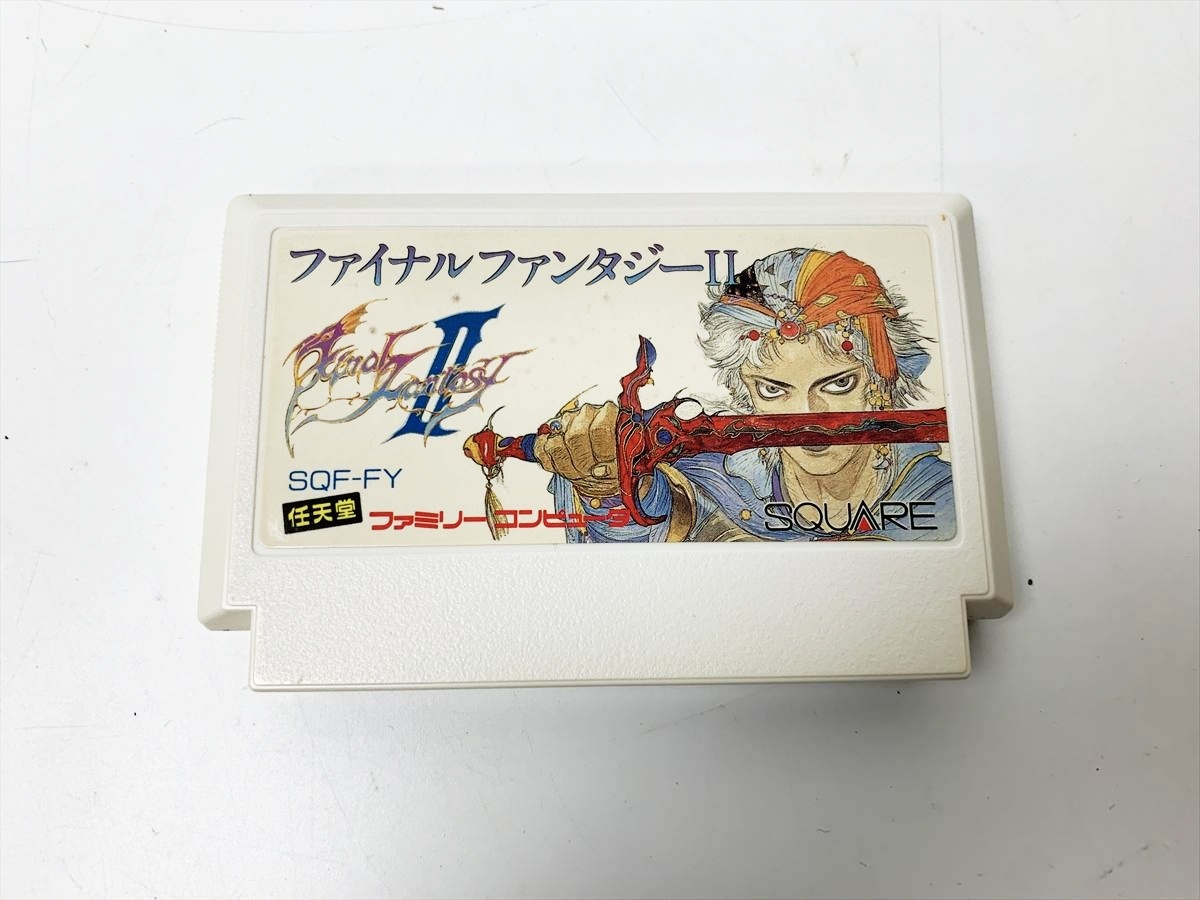 ファイナルファンタジーII
Final Fantasy II
SQF-FY
任天堂 ファミリーコンピュータ
SQUARE